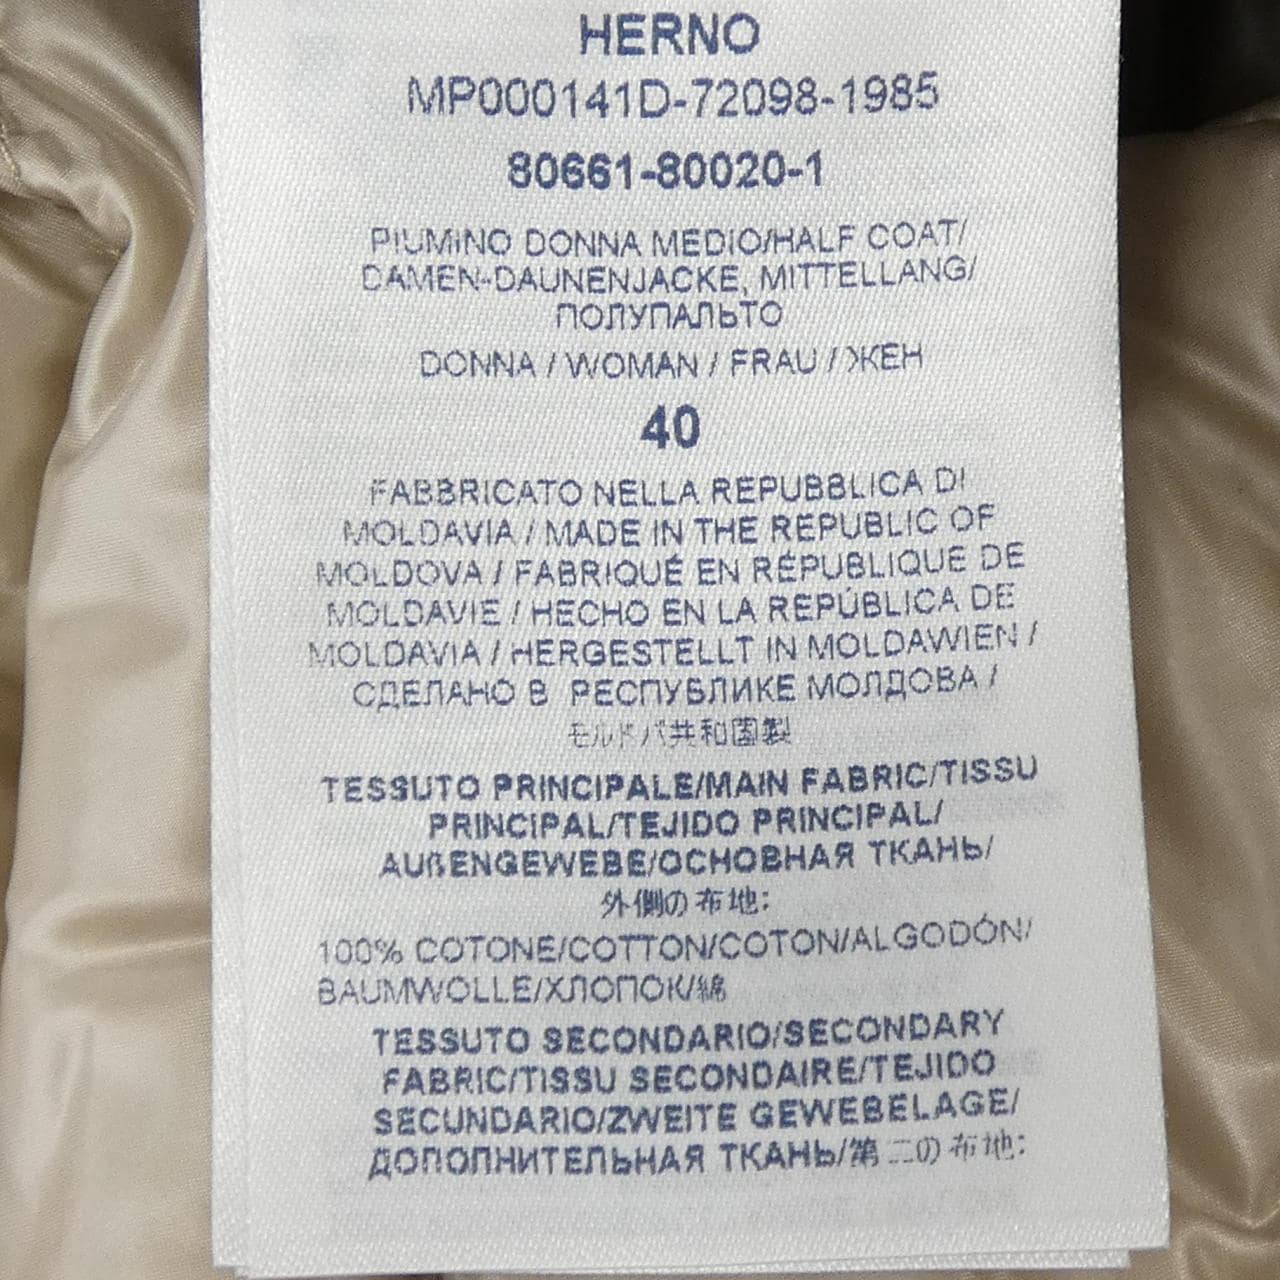 HERNO
MP000141D-72098-1985
80661-80020-1
PIUMINO DONNA MEDIO/HALF COAT/
DAMEN-DAUNENJACKE, MITTELLANG/
ПОЛУПАЛЬТО
DONNA / WOMAN / FRAU / ЖЕН
40
FABBRICATO NELLA REPUBBLICA DI
MOLDAVIA / MADE IN THE REPUBLIC OF
MOLDOVA / FABRIQUÉ EN RÉPUBLIQUE DE
MOLDAVIE / HECHO EN LA REPÚBLICA DE
MOLDAVIA / HERGESTELLT IN MOLDAWIEN /
СДЕЛАНО В РЕСПУБЛИКЕ МОЛДОВА /
モルドバ共和国製
TESSUTO PRINCIPALE/MAIN FABRIC/TISSU
PRINCIPAL/TEJIDO PRINCIPAL/
AUßENGEWEBE/ОСНОВНАЯ ТКАНЬ/
外側の布地:
100% COTONE/COTTON/COTON/ALGODÓN/
BAUMWOLLE/ХЛОПОК/綿
TESSUTO SECONDARIO/SECONDARY
FABRIC/TISSU SECONDAIRE/TEJIDO
SECUNDARIO/ZWEITE GEWEBELAGE/
ДОПОЛНИТЕЛЬНАЯ ТКАНЬ/第二の布地: